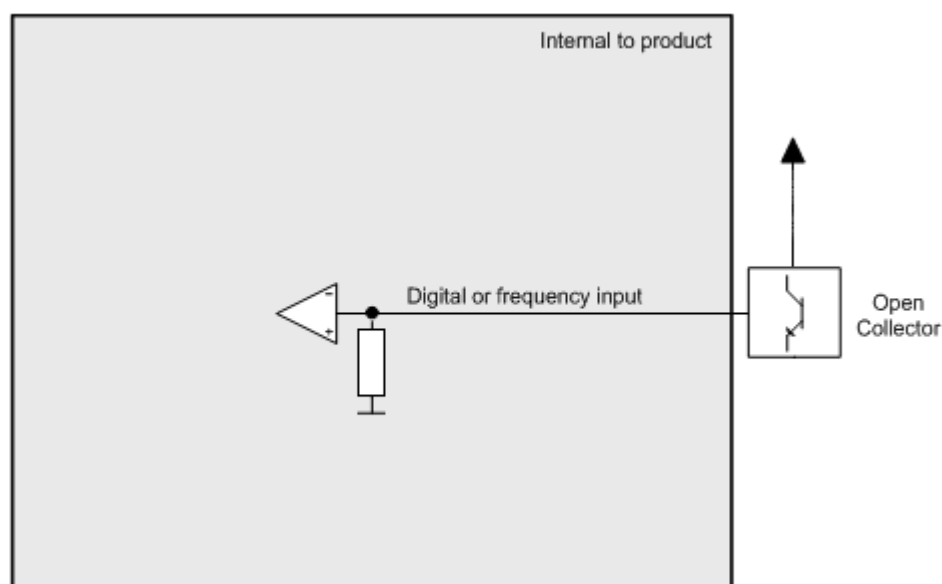 Internal to product
Digital or frequency input
Open
Collector
-
+